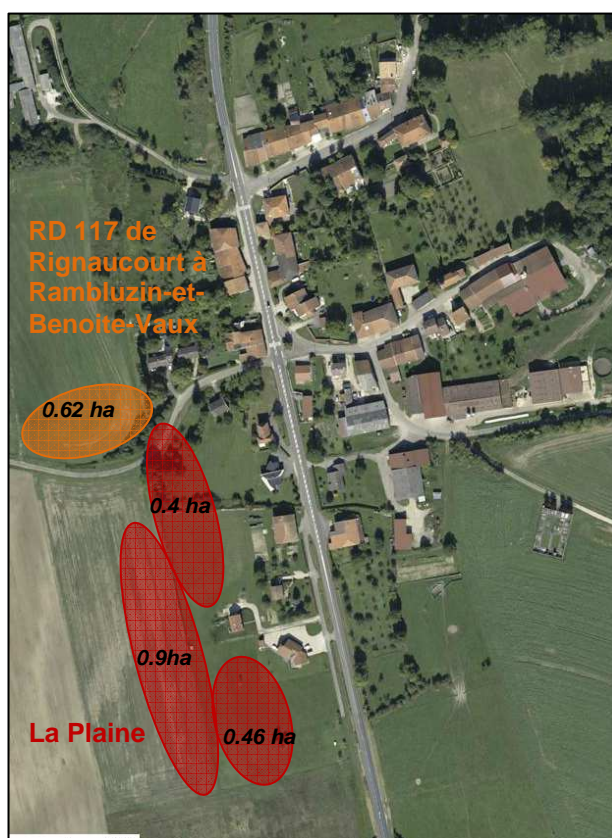 RD 117 de
Rignaucourt à
Rambluzin-et-
Benoite-Vaux
0.62 ha
0.4 ha
0.9ha
La Plaine
0.46 ha